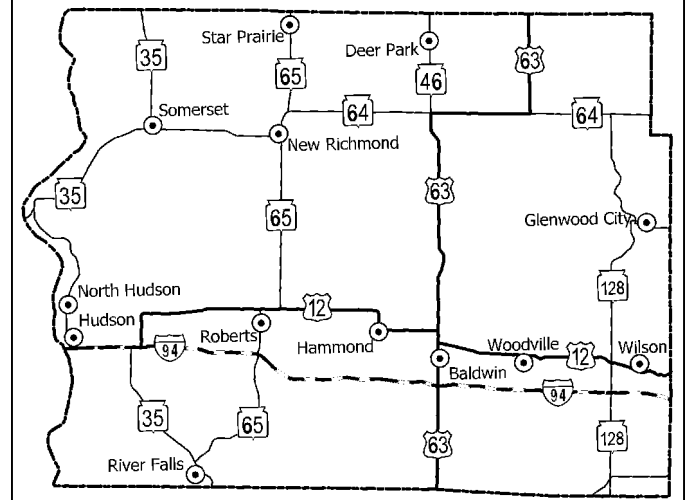 Star Prairie
35
Deer Park
63
65
46
Somerset
64
64
New Richmond
35
63
65
Glenwood City
128
North Hudson
12
Hudson
Roberts
94
Hammond
Woodville
12
Wilson
Baldwin
94
35
65
63
128
River Falls